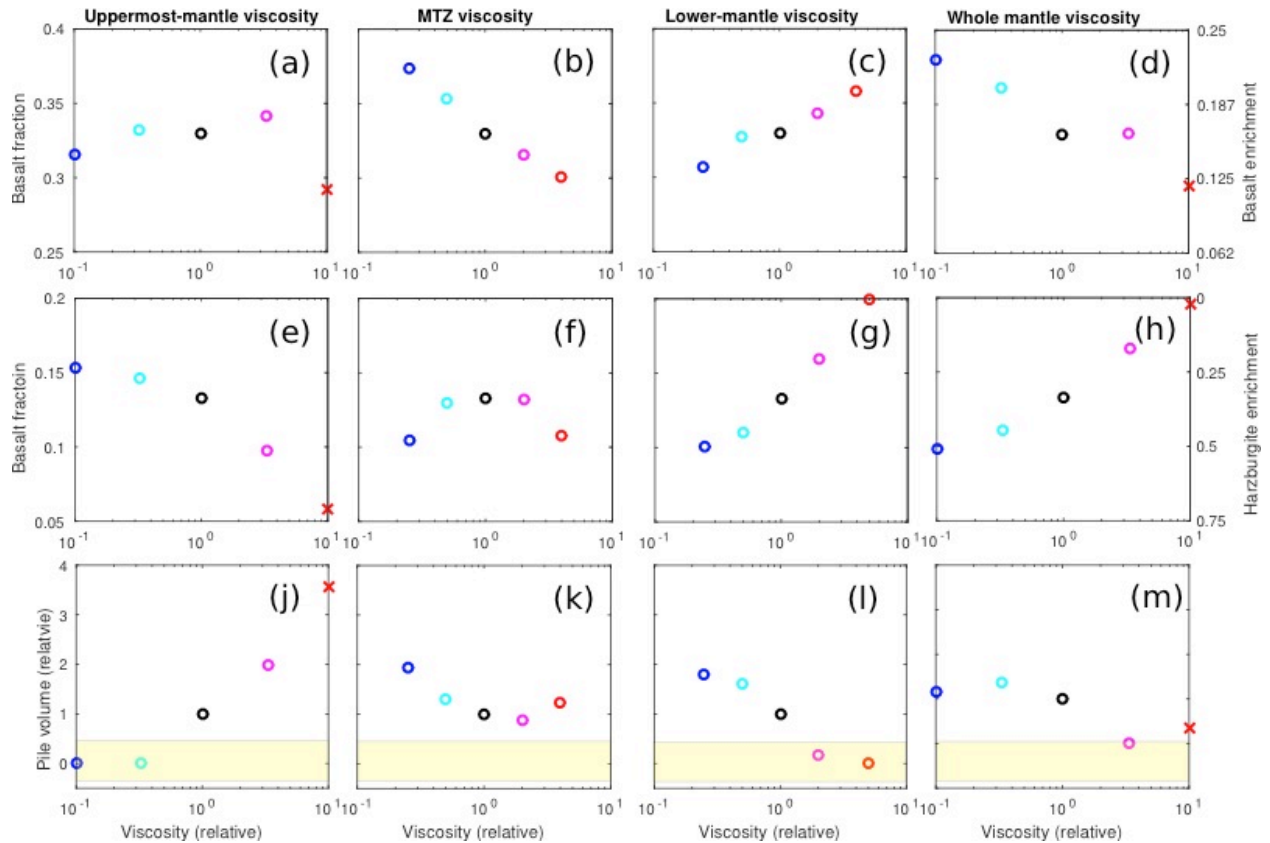 Uppermost-mantle viscosity MTZ viscosity Lower-mantle viscosity Whole mantle viscosity
0.4 0.25
(a) (b) (c) (d)
Basalt fraction 0.35 0.187 Basalt enrichment
0.3 0.125
0.25 0.062
10^-1 10^0 10^1 10^-1 10^0 10^1 10^-1 10^0 10^1 10^-1 10^0 10^1
0.2 0
(e) (f) (g) (h)
Basalt fractoin 0.15 0.25 Harzburgite enrichment
0.1 0.5
0.05 0.75
10^-1 10^0 10^1 10^-1 10^0 10^1 10^-1 10^0 10^1 10^-1 10^0 10^1
4
(j) (k) (l) (m)
3
Pile volume (relatvie) 2
1
0
10^-1 10^0 10^1 10^-1 10^0 10^1 10^-1 10^0 10^1 10^-1 10^0 10^1
Viscosity (relative) Viscosity (relative) Viscosity (relative) Viscosity (relative)